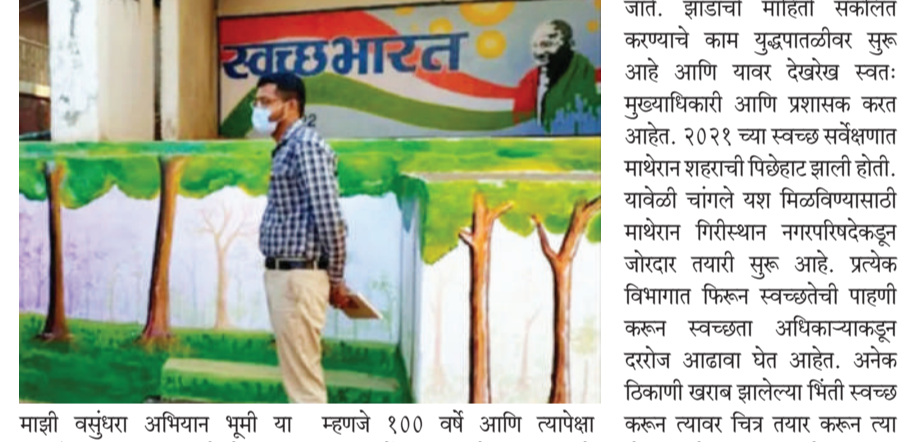 स्वच्छ भारत
2
माझी वसुंधरा अभियान भूमी या
म्हणजे १०० वर्षे आणि त्यापेक्षा
जाते. झाडांची माहिती संकलित
करण्याचे काम युद्धपातळीवर सुरू
आहे आणि यावर देखरेख स्वतः
मुख्याधिकारी आणि प्रशासक करत
आहेत. २०२१ च्या स्वच्छ सर्वेक्षणात
माथेरान शहराची पिछेहाट झाली होती.
यावेळी चांगले यश मिळविण्यासाठी
माथेरान गिरीस्थान नगरपरिषदेकडून
जोरदार तयारी सुरू आहे. प्रत्येक
विभागात फिरून स्वच्छतेची पाहणी
करून स्वच्छता अधिकाऱ्याकडून
दररोज आढावा घेत आहेत. अनेक
ठिकाणी खराब झालेल्या भिंती स्वच्छ
करून त्यावर चित्र तयार करून त्या